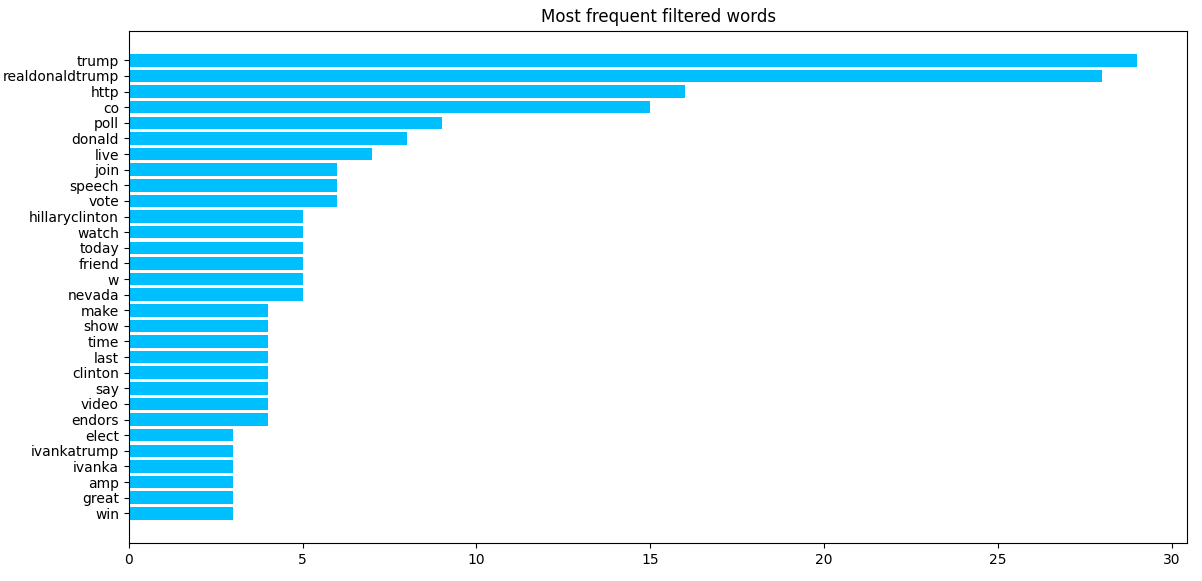 Most frequent filtered words
trump
realdonaldtrump
http
co
poll
donald
live
join
speech
vote
hillaryclinton
watch
today
friend
w
nevada
make
show
time
last
clinton
say
video
endors
elect
ivankatrump
ivanka
amp
great
win
0 5 10 15 20 25 30